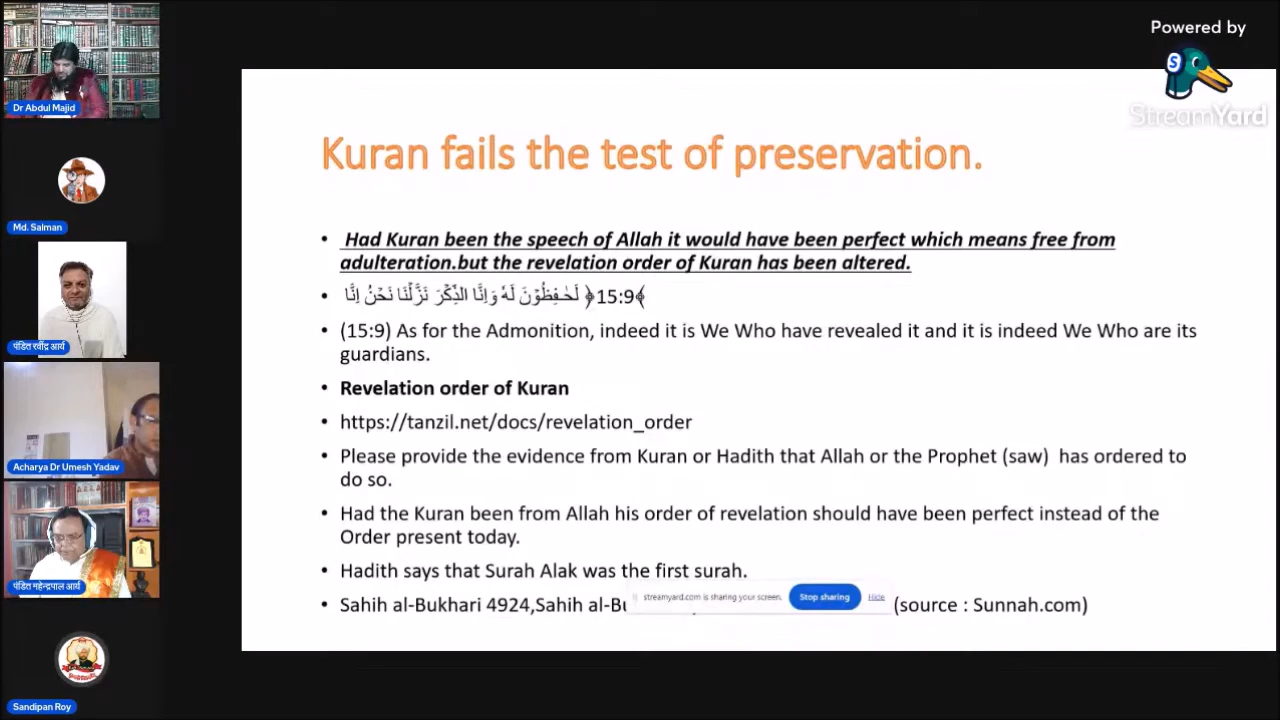 Powered by
StreamYard
Dr Abdul Majid
Md. Salman
पंडित रवींद्र आर्य
Acharya Dr Umesh Yadav
पंडित महेन्द्रपाल आर्य
Sandipan Roy
Kuran fails the test of preservation.
• Had Kuran been the speech of Allah it would have been perfect which means free from
adulteration.but the revelation order of Kuran has been altered.
• ﴿15:9﴾ لَحٰـفِظُوْنَ لَهٗ وَاِنَّا الذِّكْرَ نَزَّلْنَا نَحْنُ اِنَّا
• (15:9) As for the Admonition, indeed it is We Who have revealed it and it is indeed We Who are its
guardians.
• Revelation order of Kuran
• https://tanzil.net/docs/revelation_order
• Please provide the evidence from Kuran or Hadith that Allah or the Prophet (saw) has ordered to
do so.
• Had the Kuran been from Allah his order of revelation should have been perfect instead of the
Order present today.
• Hadith says that Surah Alak was the first surah.
• Sahih al-Bukhari 4924,Sahih (source : Sunnah.com)
streamyard.com is sharing your screen. Stop sharing Hide